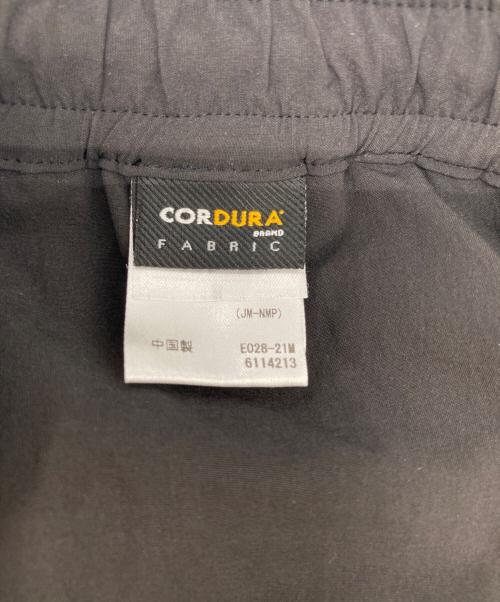 CORDURA
BRAND
FABRIC
(JM-NMP)
中国製 E028-21M
6114213